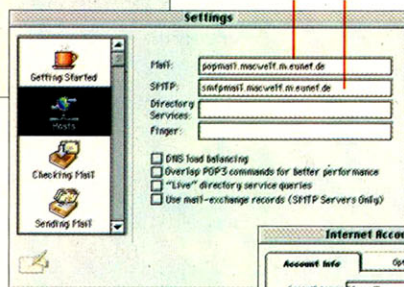 Settings
Getting Started
Hosts
Checking Mail
Sending Mail
Mail: popmail.macwelt.m.eunet.de
SMTP: smtpmail.macwelt.m.eunet.de
Directory
Services:
Finger:
DNS load balancing
Overlap POP3 commands for better performance
"Live" directory service queries
Use mail-exchange records (SMTP Servers Only)
Internet Accou
Account Info
Opt